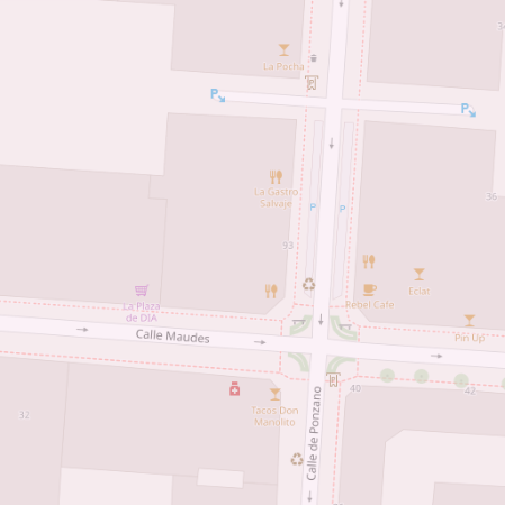 La Pocha
P
P
La Gastro
Salvaje
36
P
P
93
Eclat
Rebel Café
La Plaza
de DIA
Calle Maudes
Pin Up
40
42
32
Tacos Don
Manolito
Calle de Ponzano